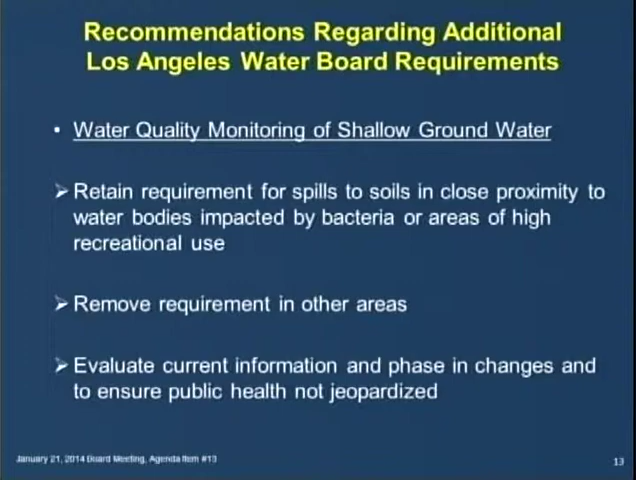 Recommendations Regarding Additional
Los Angeles Water Board Requirements
• Water Quality Monitoring of Shallow Ground Water
➢ Retain requirement for spills to soils in close proximity to
water bodies impacted by bacteria or areas of high
recreational use
➢ Remove requirement in other areas
➢ Evaluate current information and phase in changes and
to ensure public health not jeopardized
January 21, 2014 Board Meeting, Agenda Item #13
13